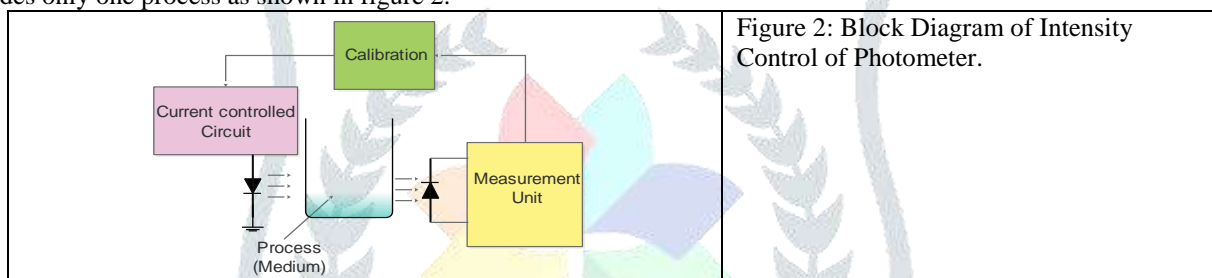 des only one process as shown in figure 2.
Calibration
Current controlled
Circuit
Measurement
Unit
Process
(Medium)
Figure 2: Block Diagram of Intensity
Control of Photometer.